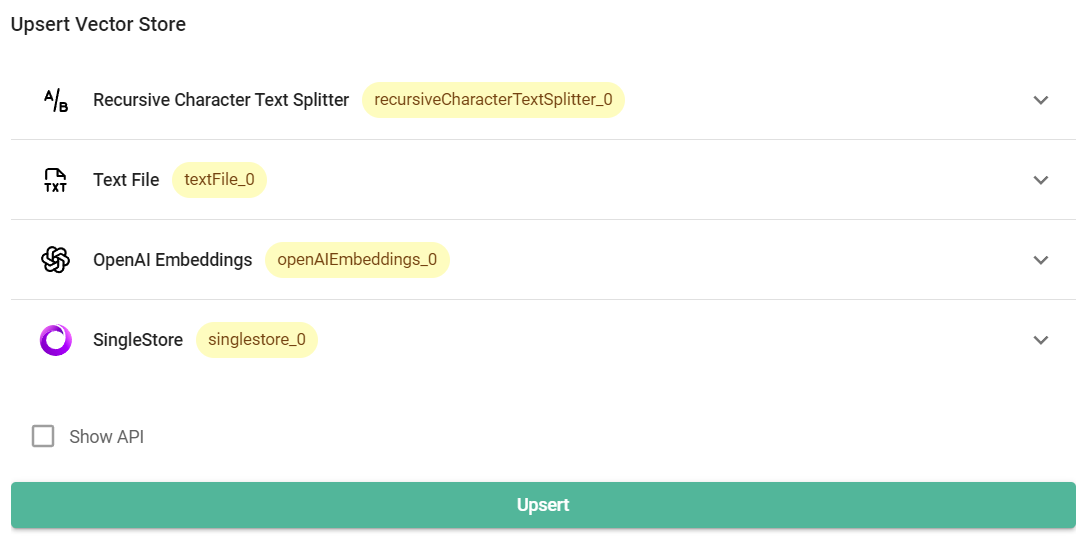 Upsert Vector Store
A/B Recursive Character Text Splitter recursiveCharacterTextSplitter_0
TXT Text File textFile_0
OpenAI Embeddings openAIEmbeddings_0
SingleStore singlestore_0
Show API
Upsert